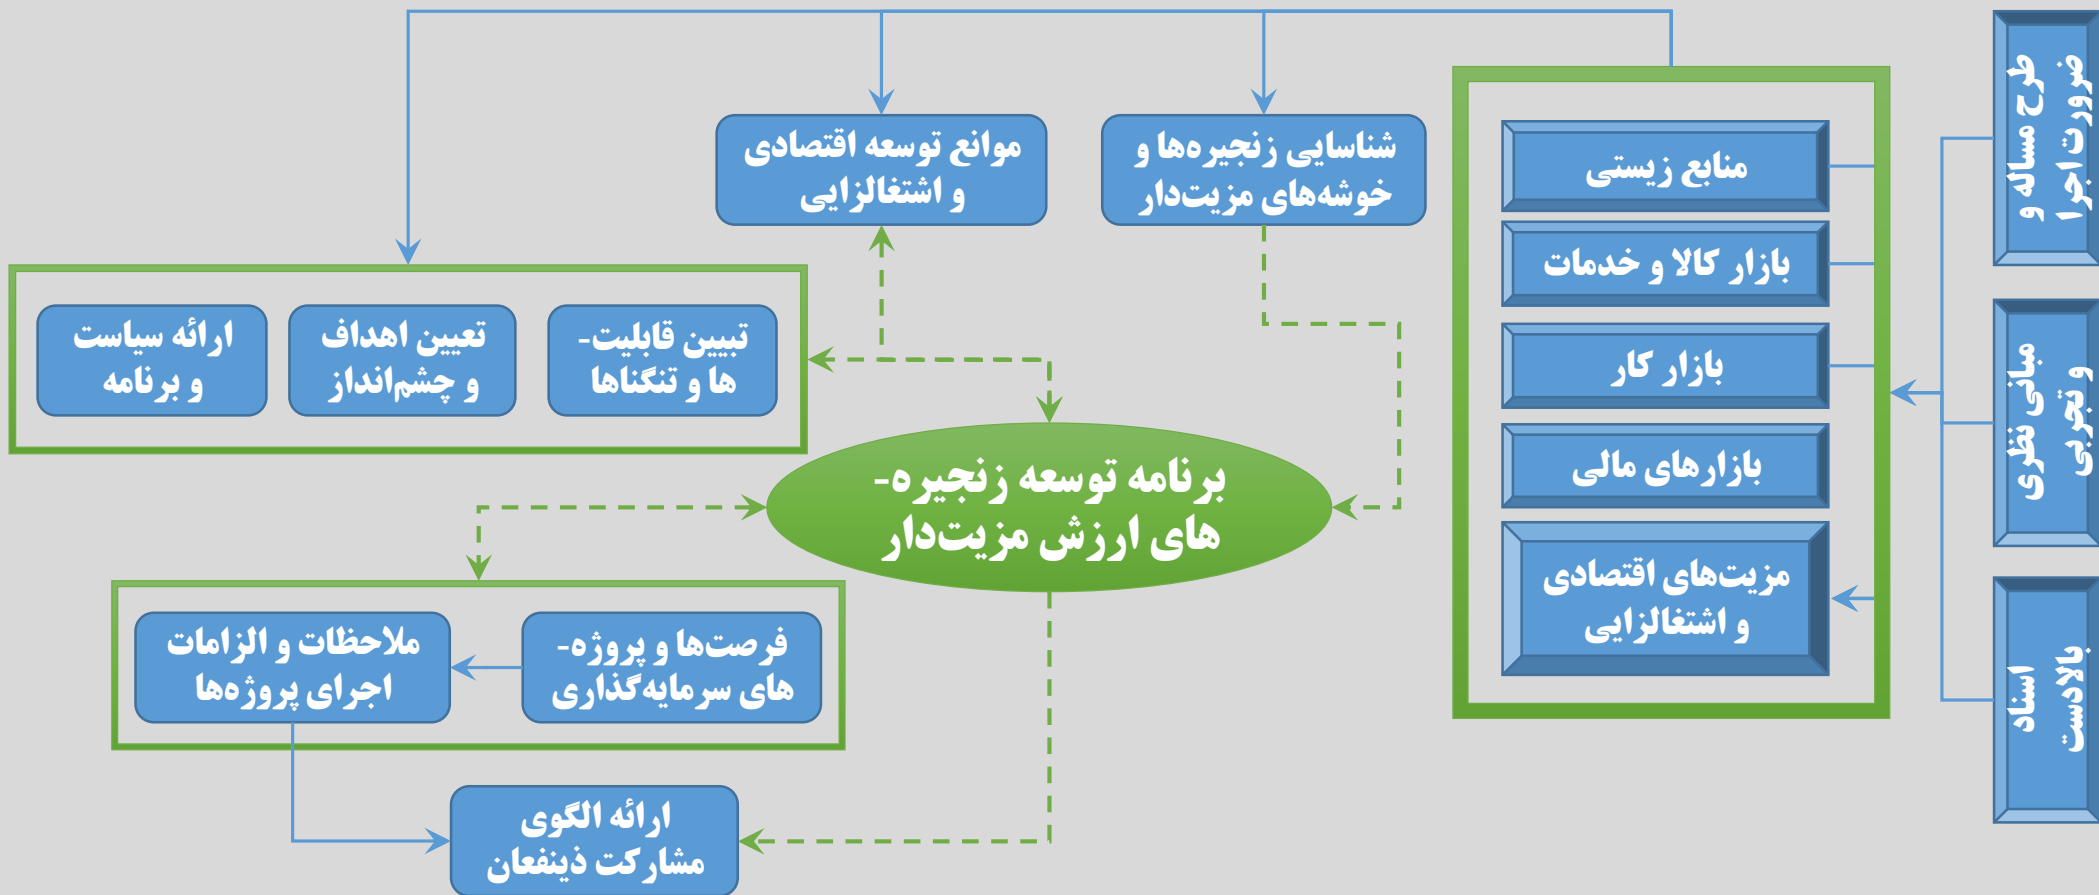 طرح مساله و
ضرورت اجرا
مبانی نظری
و تجربی
اسناد
بالادست
منابع زیستی
بازار کالا و خدمات
بازار کار
بازارهای مالی
مزیت‌های اقتصادی
و اشتغالزایی
شناسایی زنجیره‌ها و
خوشه‌های مزیت‌دار
موانع توسعه اقتصادی
و اشتغالزایی
تبیین قابلیت-
ها و تنگناها
تعیین اهداف
و چشم‌انداز
ارائه سیاست
و برنامه
برنامه توسعه زنجیره-
های ارزش مزیت‌دار
فرصت‌ها و پروژه-
های سرمایه‌گذاری
ملاحظات و الزامات
اجرای پروژه‌ها
ارائه الگوی
مشارکت ذینفعان